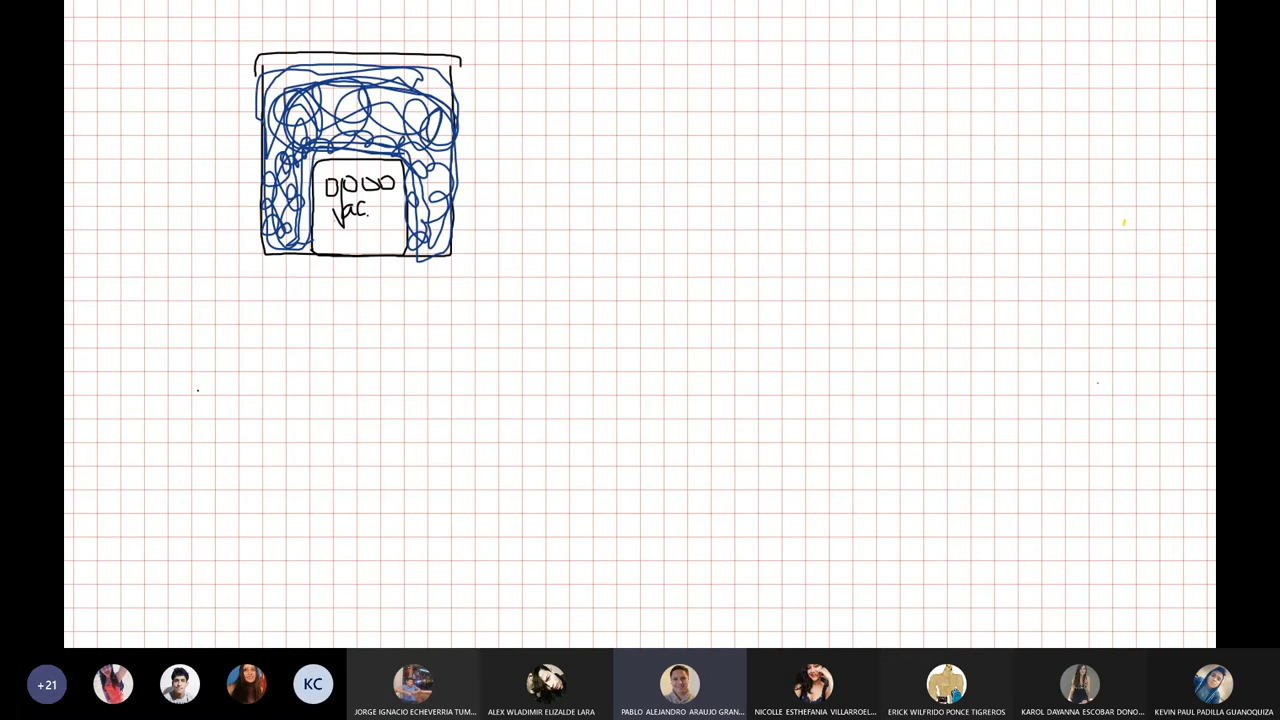 Vac.
+21
KC
JORGE IGNACIO ECHEVERRIA TUM...
ALEX WLADIMIR ELIZALDE LARA
PABLO ALEJANDRO ARAUJO GRAN...
NICOLLE ESTHEFANIA VILLARROEL...
ERICK WILFRIDO PONCE TIGREROS
KAROL DAYANNA ESCOBAR DONO...
KEVIN PAUL PADILLA GUANOQUIZA